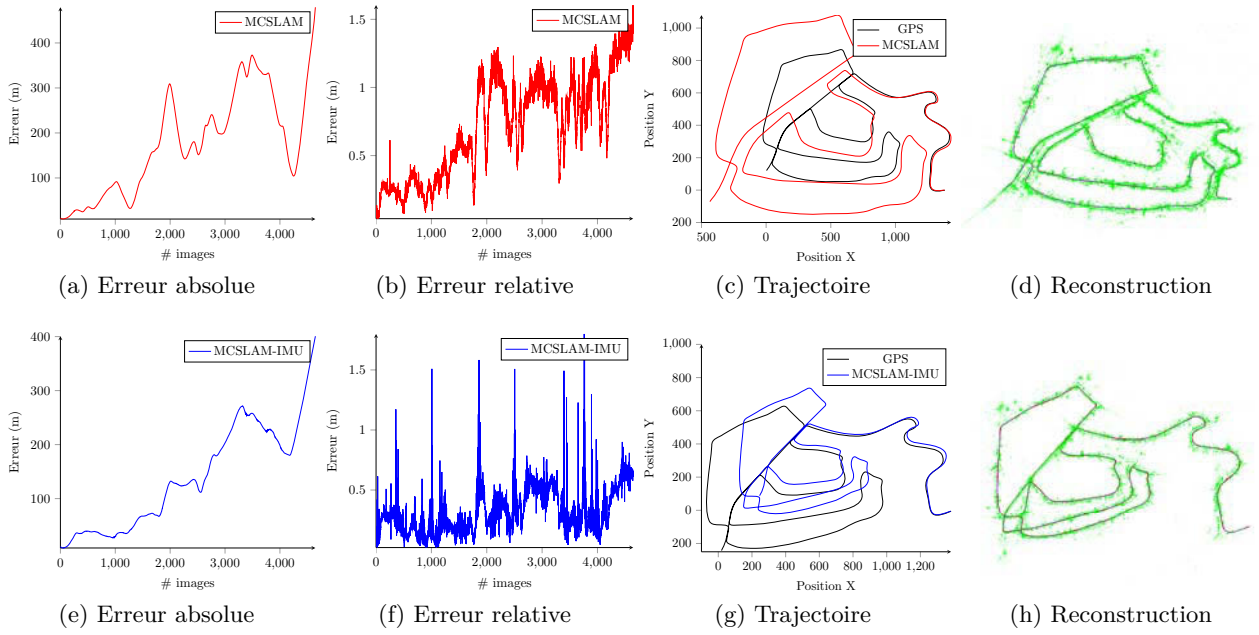 MCSLAM
Erreur (m)
400
300
200
100
0
1,000
2,000
3,000
4,000
# images
(a) Erreur absolue
MCSLAM
Erreur (m)
1.5
1
0.5
0
1,000
2,000
3,000
4,000
# images
(b) Erreur relative
GPS
MCSLAM
Position Y
1,000
800
600
400
200
0
200
500
0
500
1,000
Position X
(c) Trajectoire
(d) Reconstruction
MCSLAM-IMU
Erreur (m)
400
300
200
100
0
1,000
2,000
3,000
4,000
# images
(e) Erreur absolue
MCSLAM-IMU
Erreur (m)
1.5
1
0.5
0
1,000
2,000
3,000
4,000
# images
(f) Erreur relative
GPS
MCSLAM-IMU
Position Y
1,000
800
600
400
200
0
200
0
200
400
600
800
1,000
1,200
Position X
(g) Trajectoire
(h) Reconstruction